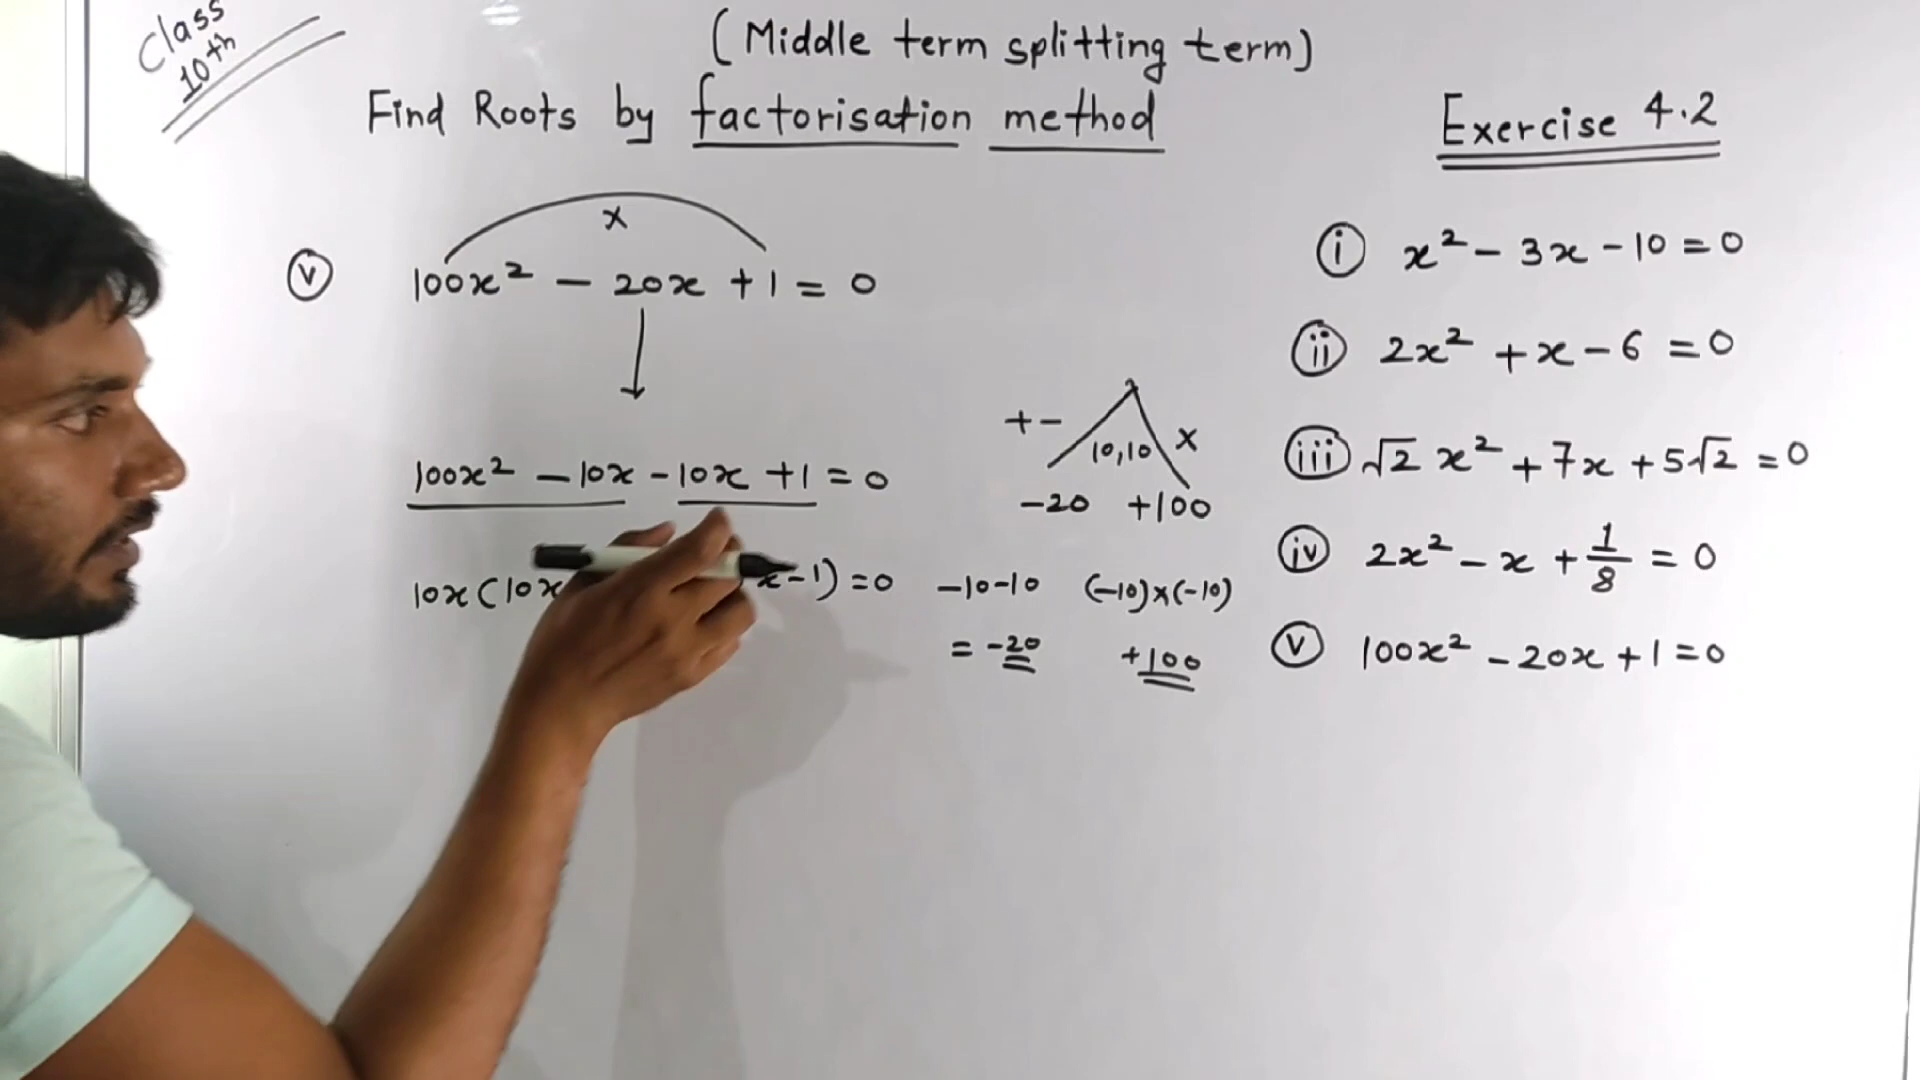 Class
10th
(Middle term splitting term)
Find Roots by factorisation method
Exercise 4.2
x
(v) 100x² - 20x + 1 = 0
100x² - 10x - 10x + 1 = 0
10x(10x x-1) = 0
+ -
10,10 x
-20 +100
-10-10 (-10)x(-10)
= -20 +100
(i) x² - 3x - 10 = 0
(ii) 2x² + x - 6 = 0
(iii) √2 x² + 7x + 5√2 = 0
(iv) 2x² - x + 1/8 = 0
(v) 100x² - 20x + 1 = 0